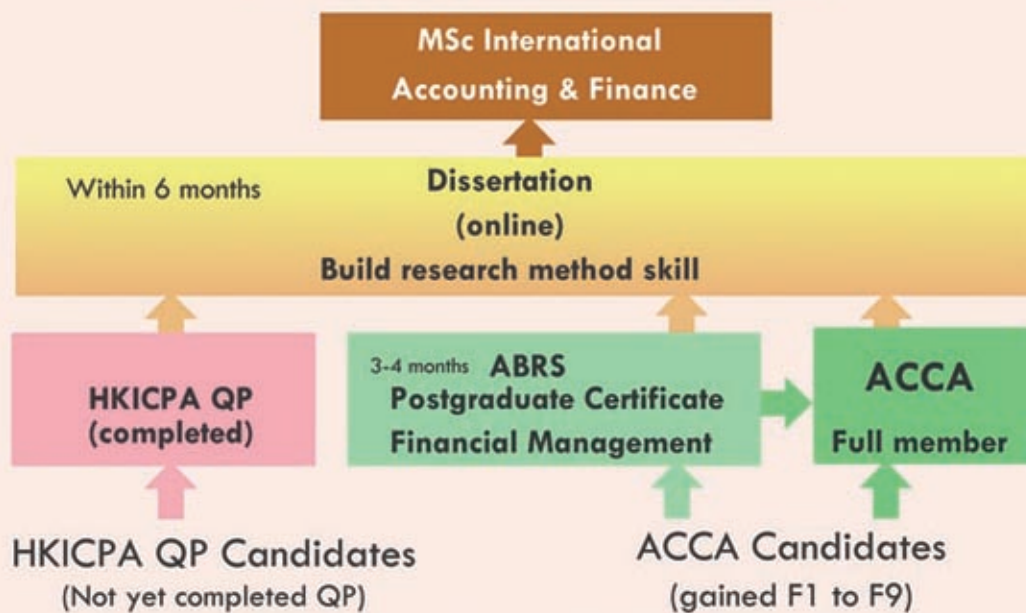 MSc International
Accounting & Finance
Within 6 months
Dissertation
(online)
Build research method skill
HKICPA QP
(completed)
3-4 months ABRS
Postgraduate Certificate
Financial Management
ACCA
Full member
HKICPA QP Candidates
(Not yet completed QP)
ACCA Candidates
(gained F1 to F9)